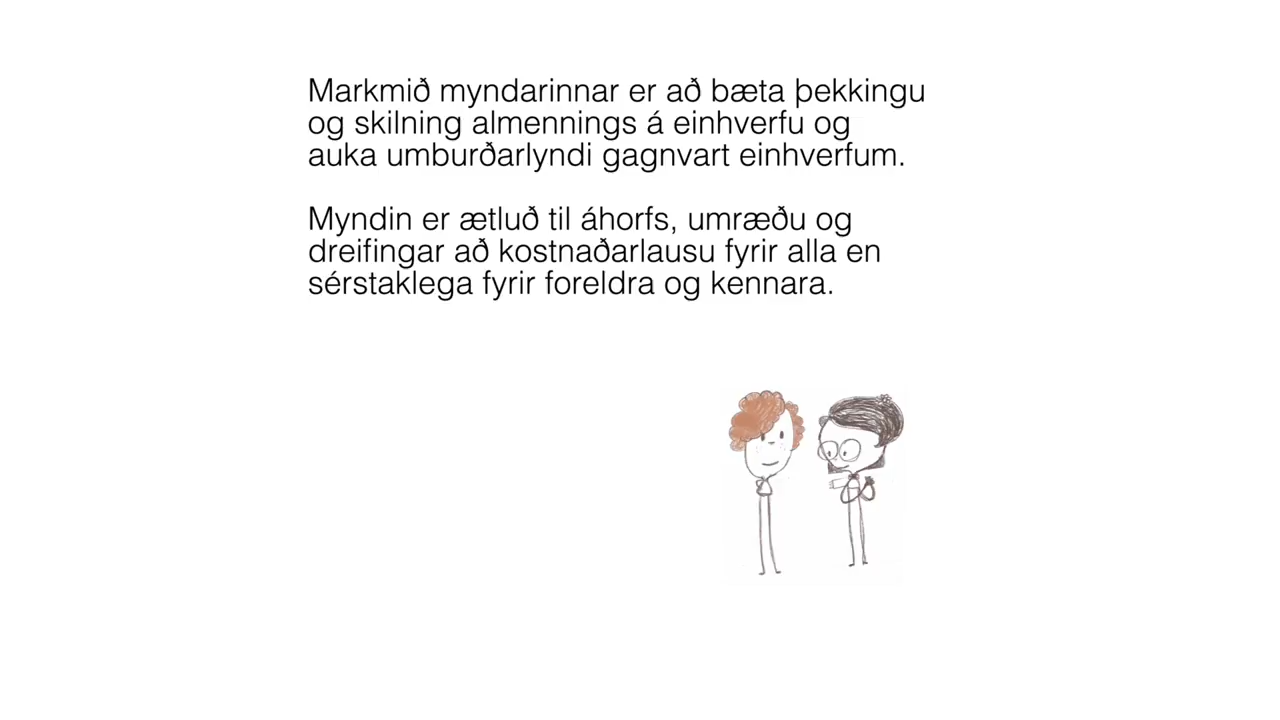 Markmið myndarinnar er að bæta þekkingu
og skilning almennings á einhverfu og
auka umburðarlyndi gagnvart einhverfum.
Myndin er ætluð til áhorfs, umræðu og
dreifingar að kostnaðarlausu fyrir alla en
sérstaklega fyrir foreldra og kennara.